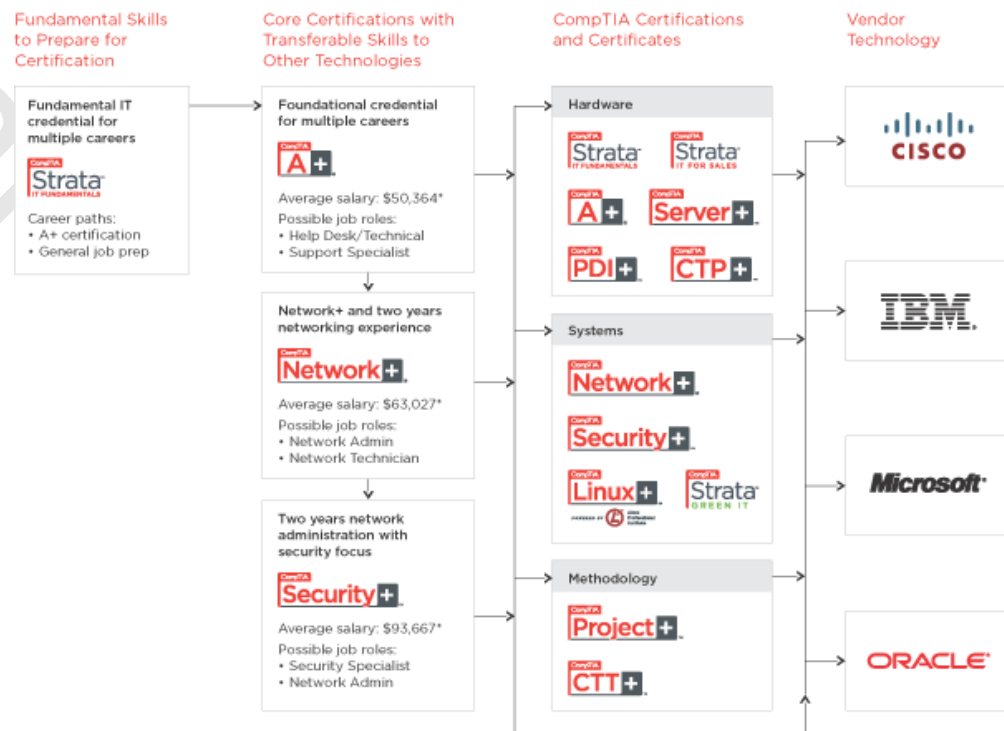 Fundamental Skills
to Prepare for
Certification
Fundamental IT
credential for
multiple careers
CompTIA
Strata
IT FUNDAMENTALS
Career paths:
• A+ certification
• General job prep
Core Certifications with
Transferable Skills to
Other Technologies
Foundational credential
for multiple careers
CompTIA
A+
Average salary: $50,364*
Possible job roles:
• Help Desk/Technical
• Support Specialist
Network+ and two years
networking experience
CompTIA
Network+
Average salary: $63,027*
Possible job roles:
• Network Admin
• Network Technician
Two years network
administration with
security focus
CompTIA
Security+
Average salary: $93,667*
Possible job roles:
• Security Specialist
• Network Admin
CompTIA Certifications
and Certificates
Hardware
CompTIA
Strata
IT FUNDAMENTALS
CompTIA
Strata
IT FOR SALES
CompTIA
A+
CompTIA
Server+
CompTIA
PDI+
CompTIA
CTP+
Systems
CompTIA
Network+
CompTIA
Security+
CompTIA
Linux+
POWERED BY
Linux
Professional
Institute
CompTIA
Strata
GREEN IT
Methodology
CompTIA
Project+
CompTIA
CTT+
Vendor
Technology
CISCO
IBM
Microsoft
ORACLE